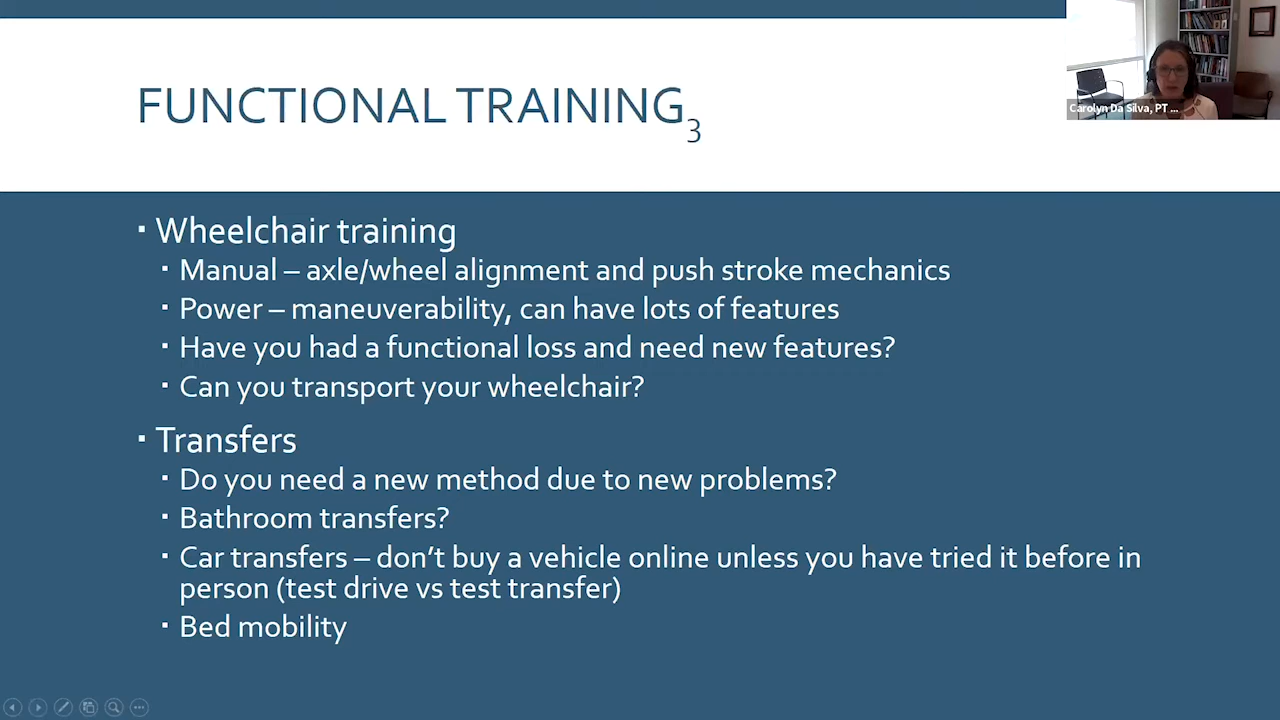 FUNCTIONAL TRAINING3
Carolyn Da Silva, PT ...
▪ Wheelchair training
▪ Manual – axle/wheel alignment and push stroke mechanics
▪ Power – maneuverability, can have lots of features
▪ Have you had a functional loss and need new features?
▪ Can you transport your wheelchair?
▪ Transfers
▪ Do you need a new method due to new problems?
▪ Bathroom transfers?
▪ Car transfers – don’t buy a vehicle online unless you have tried it before in
person (test drive vs test transfer)
▪ Bed mobility